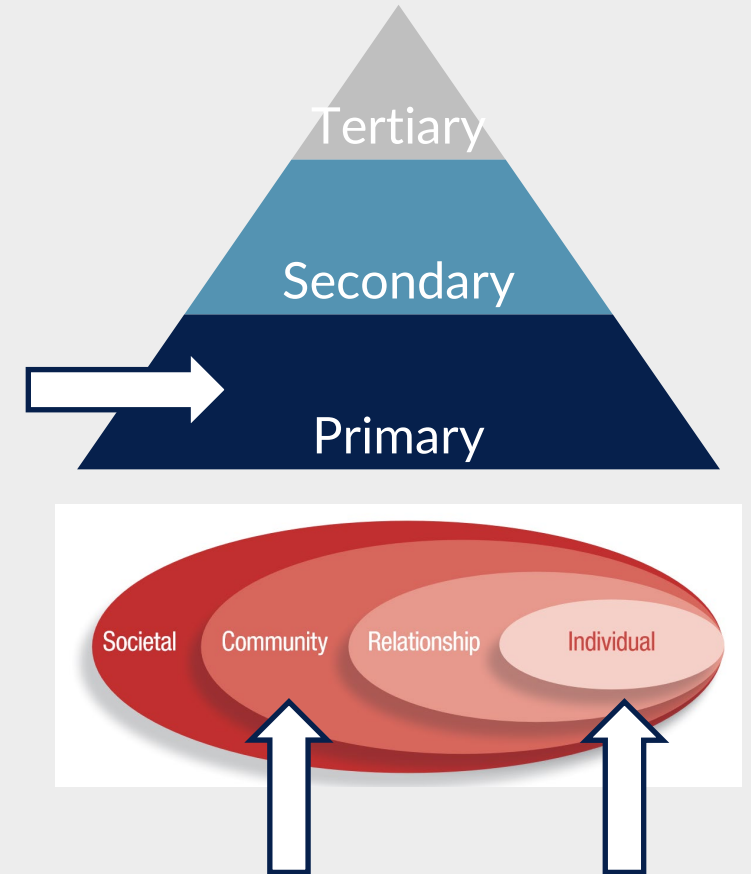 Tertiary
Secondary
Primary
Societal Community Relationship Individual